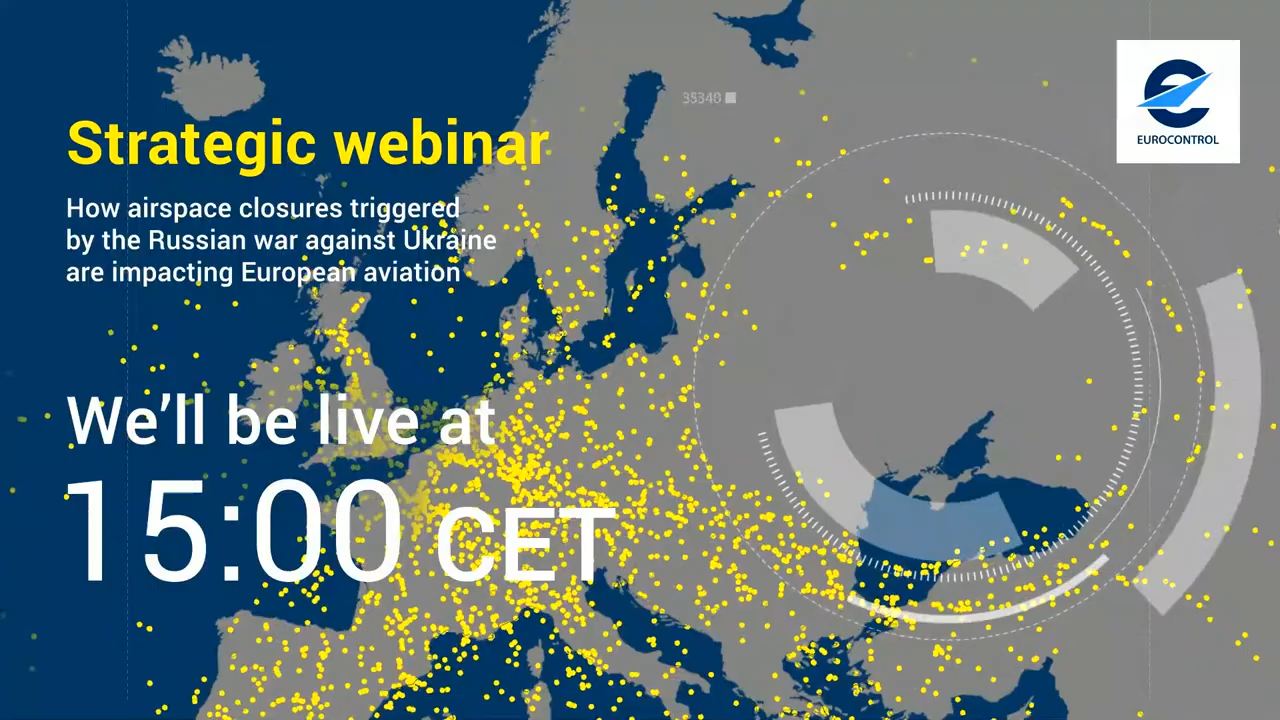 Strategic webinar
How airspace closures triggered
by the Russian war against Ukraine
are impacting European aviation
We’ll be live at
15:00 CET
EUROCONTROL